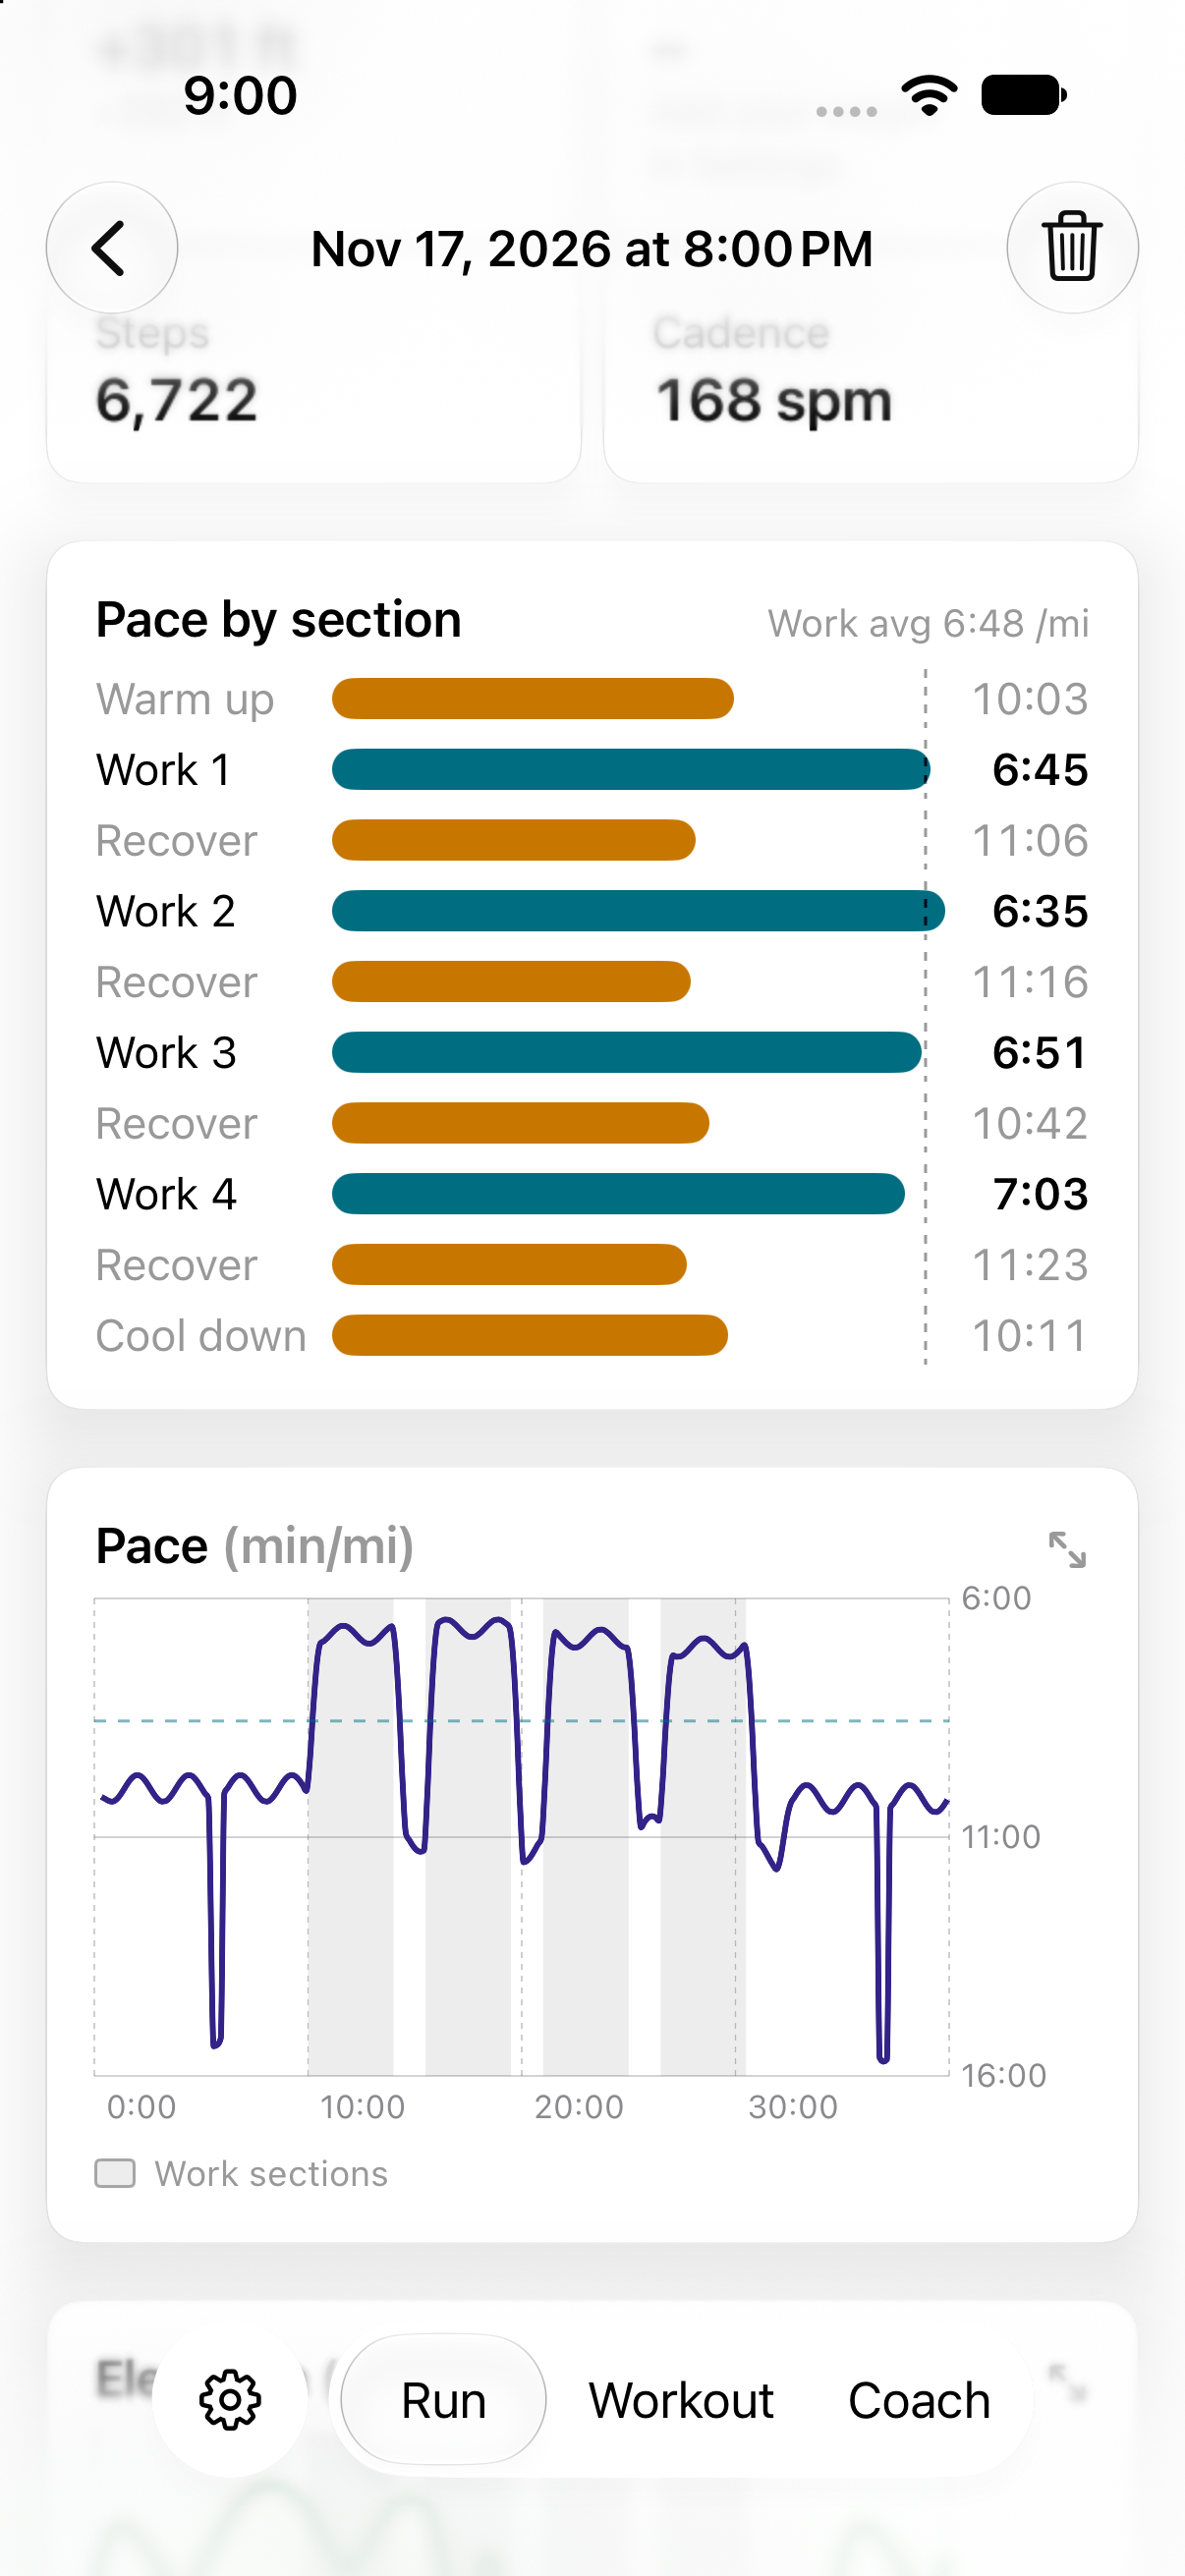 +301 ft
9:00
Nov 17, 2026 at 8:00 PM
Steps
Cadence
6,722
168 spm
Pace by section
Work avg 6:48 /mi
Warm up 10:03
Work 1 6:45
Recover 11:06
Work 2 6:35
Recover 11:16
Work 3 6:51
Recover 10:42
Work 4 7:03
Recover 11:23
Cool down 10:11
Pace (min/mi)
6:00
11:00
16:00
0:00 10:00 20:00 30:00
Work sections
Run Workout Coach